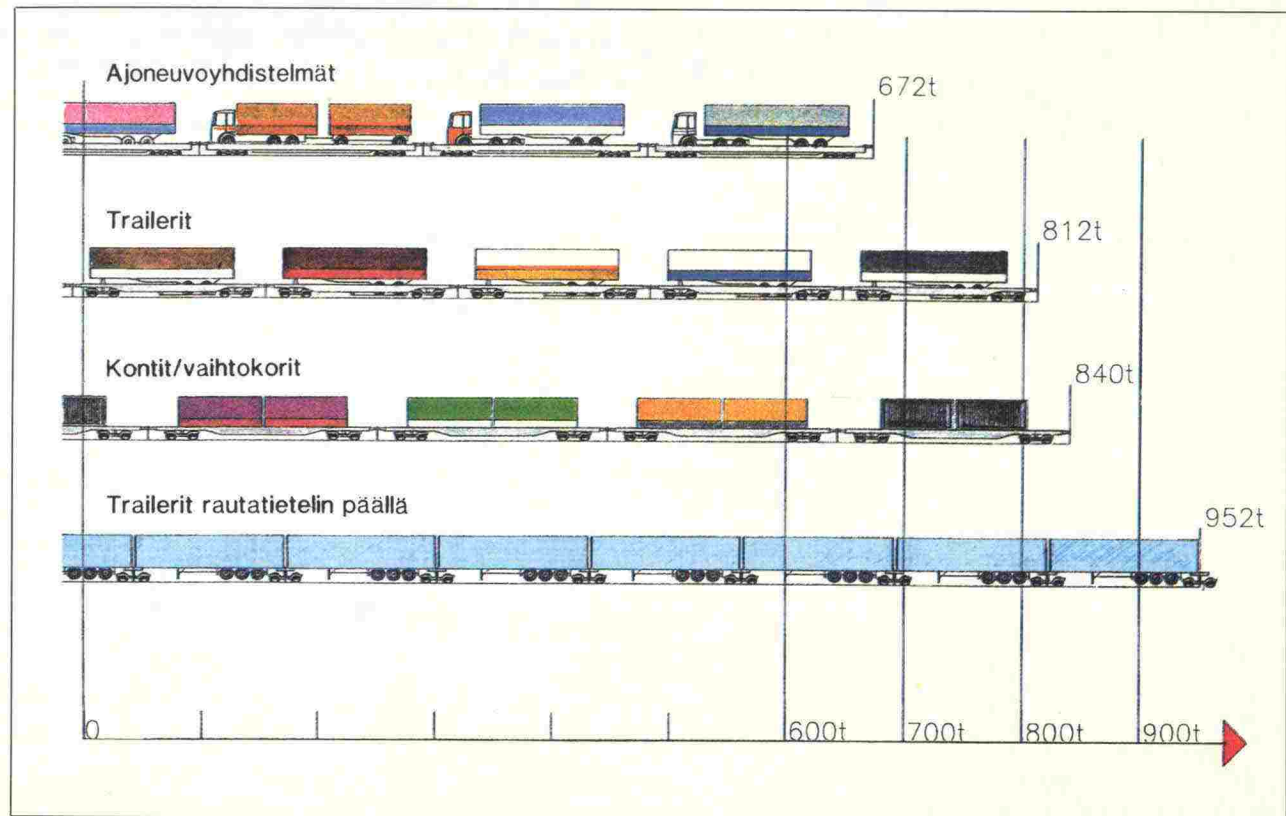 Ajoneuvoyhdistelmät
672t
Trailerit
812t
Kontit/vaihtokorit
840t
Trailerit rautatietelin päällä
952t
0 600t 700t 800t 900t